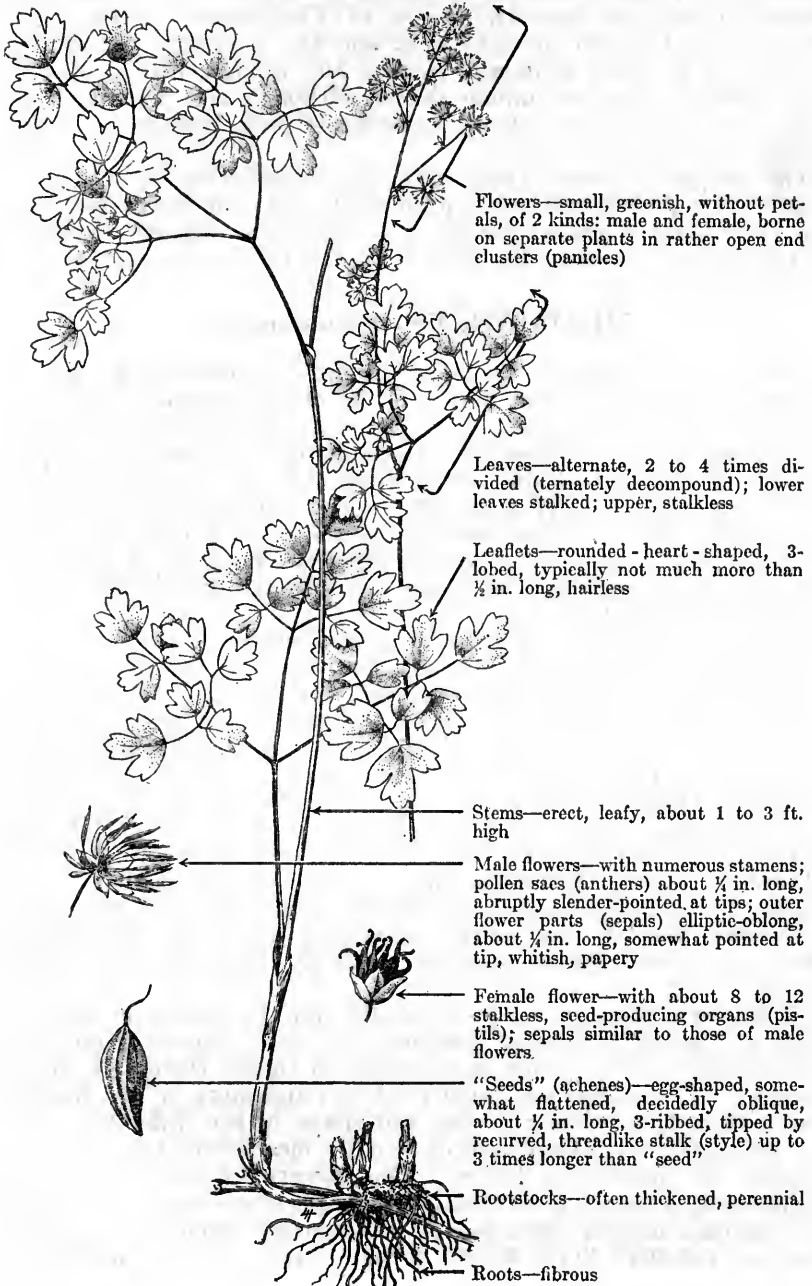 Flowers—small, greenish, without pet-
als, of 2 kinds: male and female, borne
on separate plants in rather open end
clusters (panicles)
Leaves—alternate, 2 to 4 times di-
vided (ternately decompound); lower
leaves stalked; upper, stalkless
Leaflets—rounded-heart-shaped, 3-
lobed, typically not much more than
½ in. long, hairless
Stems—erect, leafy, about 1 to 3 ft.
high
Male flowers—with numerous stamens;
pollen sacs (anthers) about ¼ in. long,
abruptly slender-pointed at tips; outer
flower parts (sepals) elliptic-oblong,
about ¼ in. long, somewhat pointed at
tip, whitish, papery
Female flower—with about 8 to 12
stalkless, seed-producing organs (pis-
tils); sepals similar to those of male
flowers.
"Seeds" (achenes)—egg-shaped, some-
what flattened, decidedly oblique,
about ¼ in. long, 3-ribbed, tipped by
recurved, threadlike stalk (style) up to
3 times longer than "seed"
Rootstocks—often thickened, perennial
Roots—fibrous